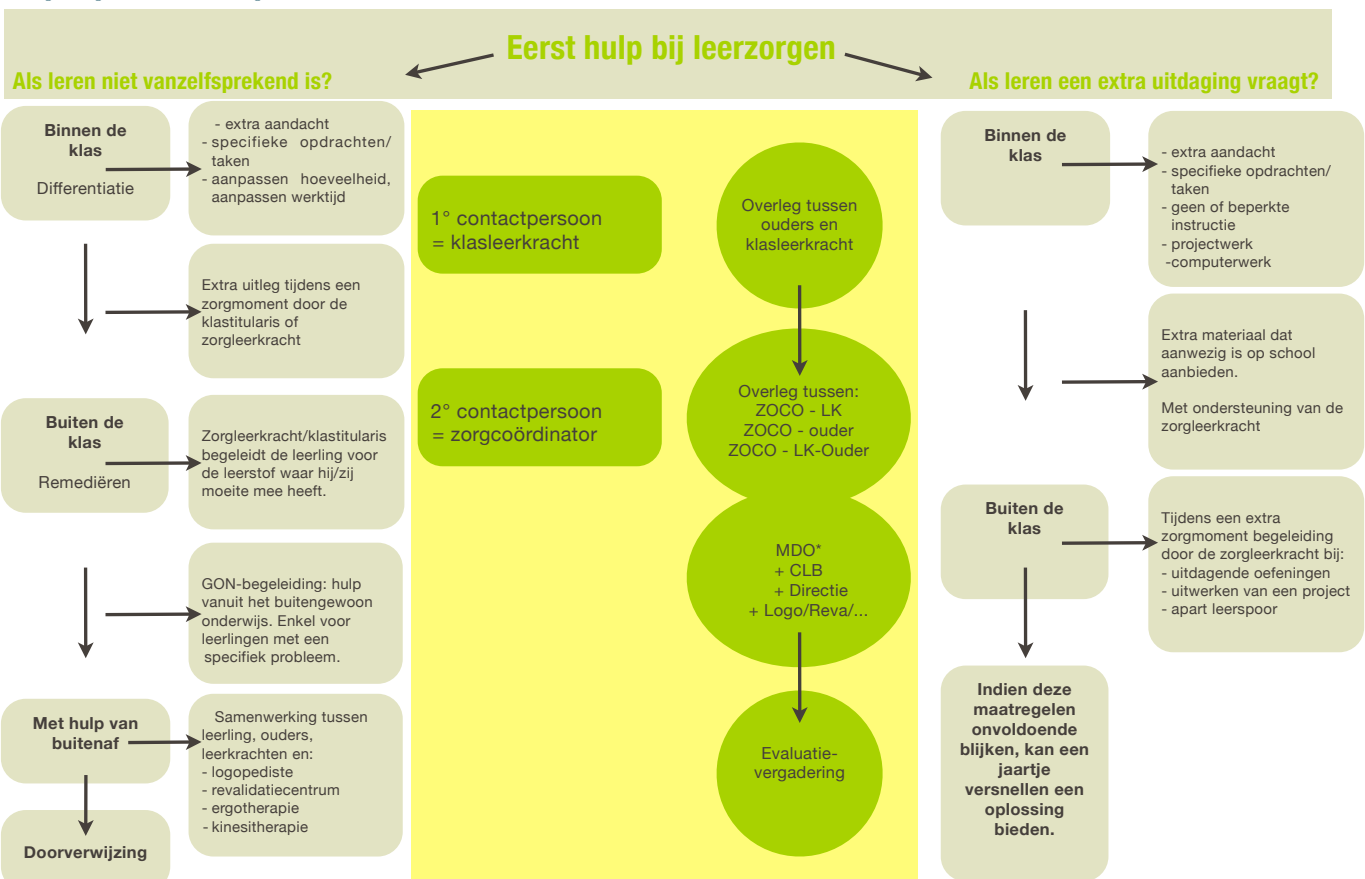 Eerst hulp bij leerzorgen
Als leren niet vanzelfsprekend is?
Als leren een extra uitdaging vraagt?
Binnen de
klas
Differentiatie
- extra aandacht
- specifieke opdrachten/
taken
- aanpassen hoeveelheid,
aanpassen werktijd
Extra uitleg tijdens een
zorgmoment door de
klastitularis of
zorgleerkracht
Buiten de
klas
Remediëren
Zorgleerkracht/klastitularis
begeleidt de leerling voor
de leerstof waar hij/zij
moeite mee heeft.
GON-begeleiding: hulp
vanuit het buitengewoon
onderwijs. Enkel voor
leerlingen met een
specifiek probleem.
Met hulp van
buitenaf
Samenwerking tussen
leerling, ouders,
leerkrachten en:
- logopediste
- revalidatiecentrum
- ergotherapie
- kinesitherapie
Doorverwijzing
1° contactpersoon
= klasleerkracht
2° contactpersoon
= zorgcoördinator
Overleg tussen
ouders en
klasleerkracht
Overleg tussen:
ZOCO - LK
ZOCO - ouder
ZOCO - LK-Ouder
MDO*
+ CLB
+ Directie
+ Logo/Reva/...
Evaluatie-
vergadering
Binnen de
klas
- extra aandacht
- specifieke opdrachten/
taken
- geen of beperkte
instructie
- projectwerk
-computerwerk
Extra materiaal dat
aanwezig is op school
aanbieden.
Met ondersteuning van de
zorgleerkracht
Buiten de
klas
Tijdens een extra
zorgmoment begeleiding
door de zorgleerkracht bij:
- uitdagende oefeningen
- uitwerken van een project
- apart leerspoor
Indien deze
maatregelen
onvoldoende
blijken, kan een
jaartje
versnellen een
oplossing
bieden.